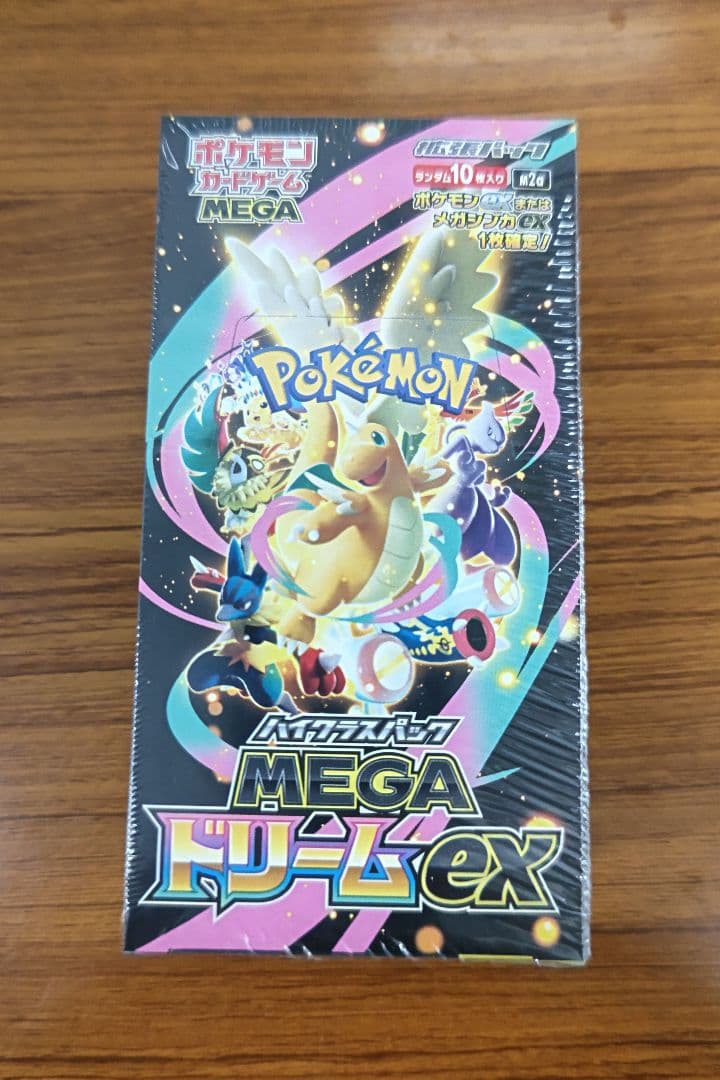 ポケモン
カードゲーム
MEGA
拡張パック
ランダム10枚入り
ポケモンexまたは
メガシンカex
1枚確定!
POKéMON
ハイクラスパック
MEGA
ドリームex